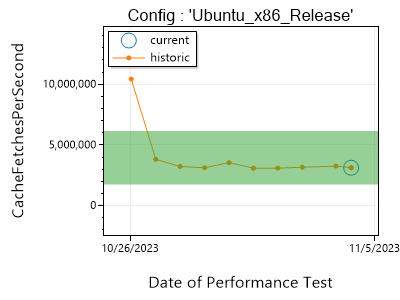 Config : 'Ubuntu_x86_Release'
current
historic
CacheFetchesPerSecond
10,000,000
5,000,000
0
10/26/2023
11/5/2023
Date of Performance Test